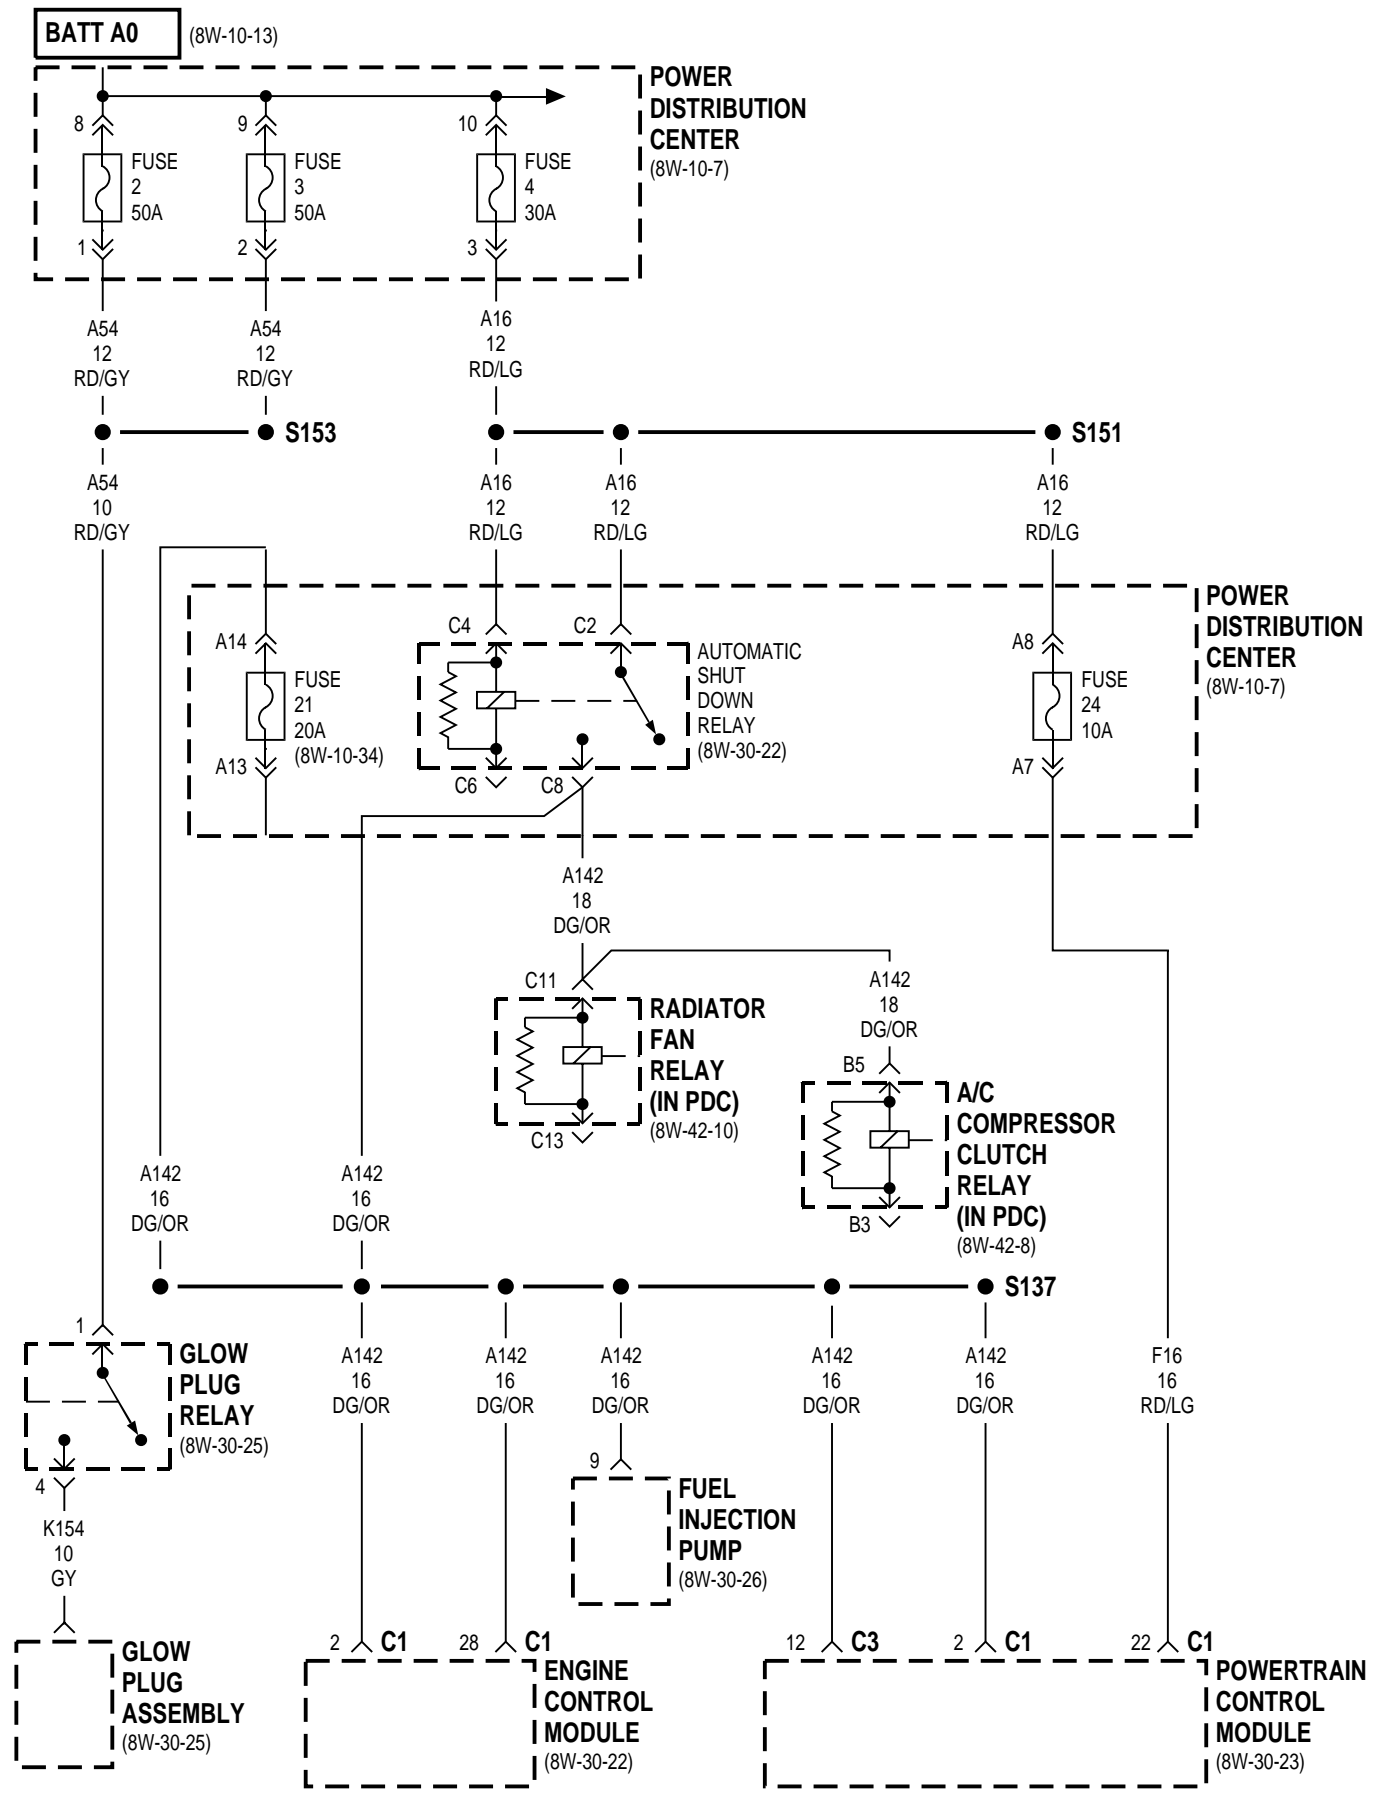 BATT A0
(8W-10-13)
POWER
DISTRIBUTION
CENTER
(8W-10-7)
8
FUSE
2
50A
1
9
FUSE
3
50A
2
10
FUSE
4
30A
3
A54
12
RD/GY
A54
12
RD/GY
A16
12
RD/LG
S153
S151
A54
10
RD/GY
A16
12
RD/LG
A16
12
RD/LG
A16
12
RD/LG
POWER
DISTRIBUTION
CENTER
(8W-10-7)
A14
FUSE
21
20A
(8W-10-34)
A13
C4
C2
AUTOMATIC
SHUT
DOWN
RELAY
(8W-30-22)
C6
C8
A8
FUSE
24
10A
A7
A142
18
DG/OR
C11
RADIATOR
FAN
RELAY
(IN PDC)
(8W-42-10)
C13
A142
18
DG/OR
B5
A/C
COMPRESSOR
CLUTCH
RELAY
(IN PDC)
(8W-42-8)
B3
A142
16
DG/OR
A142
16
DG/OR
S137
1
GLOW
PLUG
RELAY
(8W-30-25)
4
A142
16
DG/OR
A142
16
DG/OR
A142
16
DG/OR
A142
16
DG/OR
A142
16
DG/OR
F16
16
RD/LG
9
FUEL
INJECTION
PUMP
(8W-30-26)
K154
10
GY
GLOW
PLUG
ASSEMBLY
(8W-30-25)
2 C1
28 C1
ENGINE
CONTROL
MODULE
(8W-30-22)
12 C3
2 C1
22 C1
POWERTRAIN
CONTROL
MODULE
(8W-30-23)